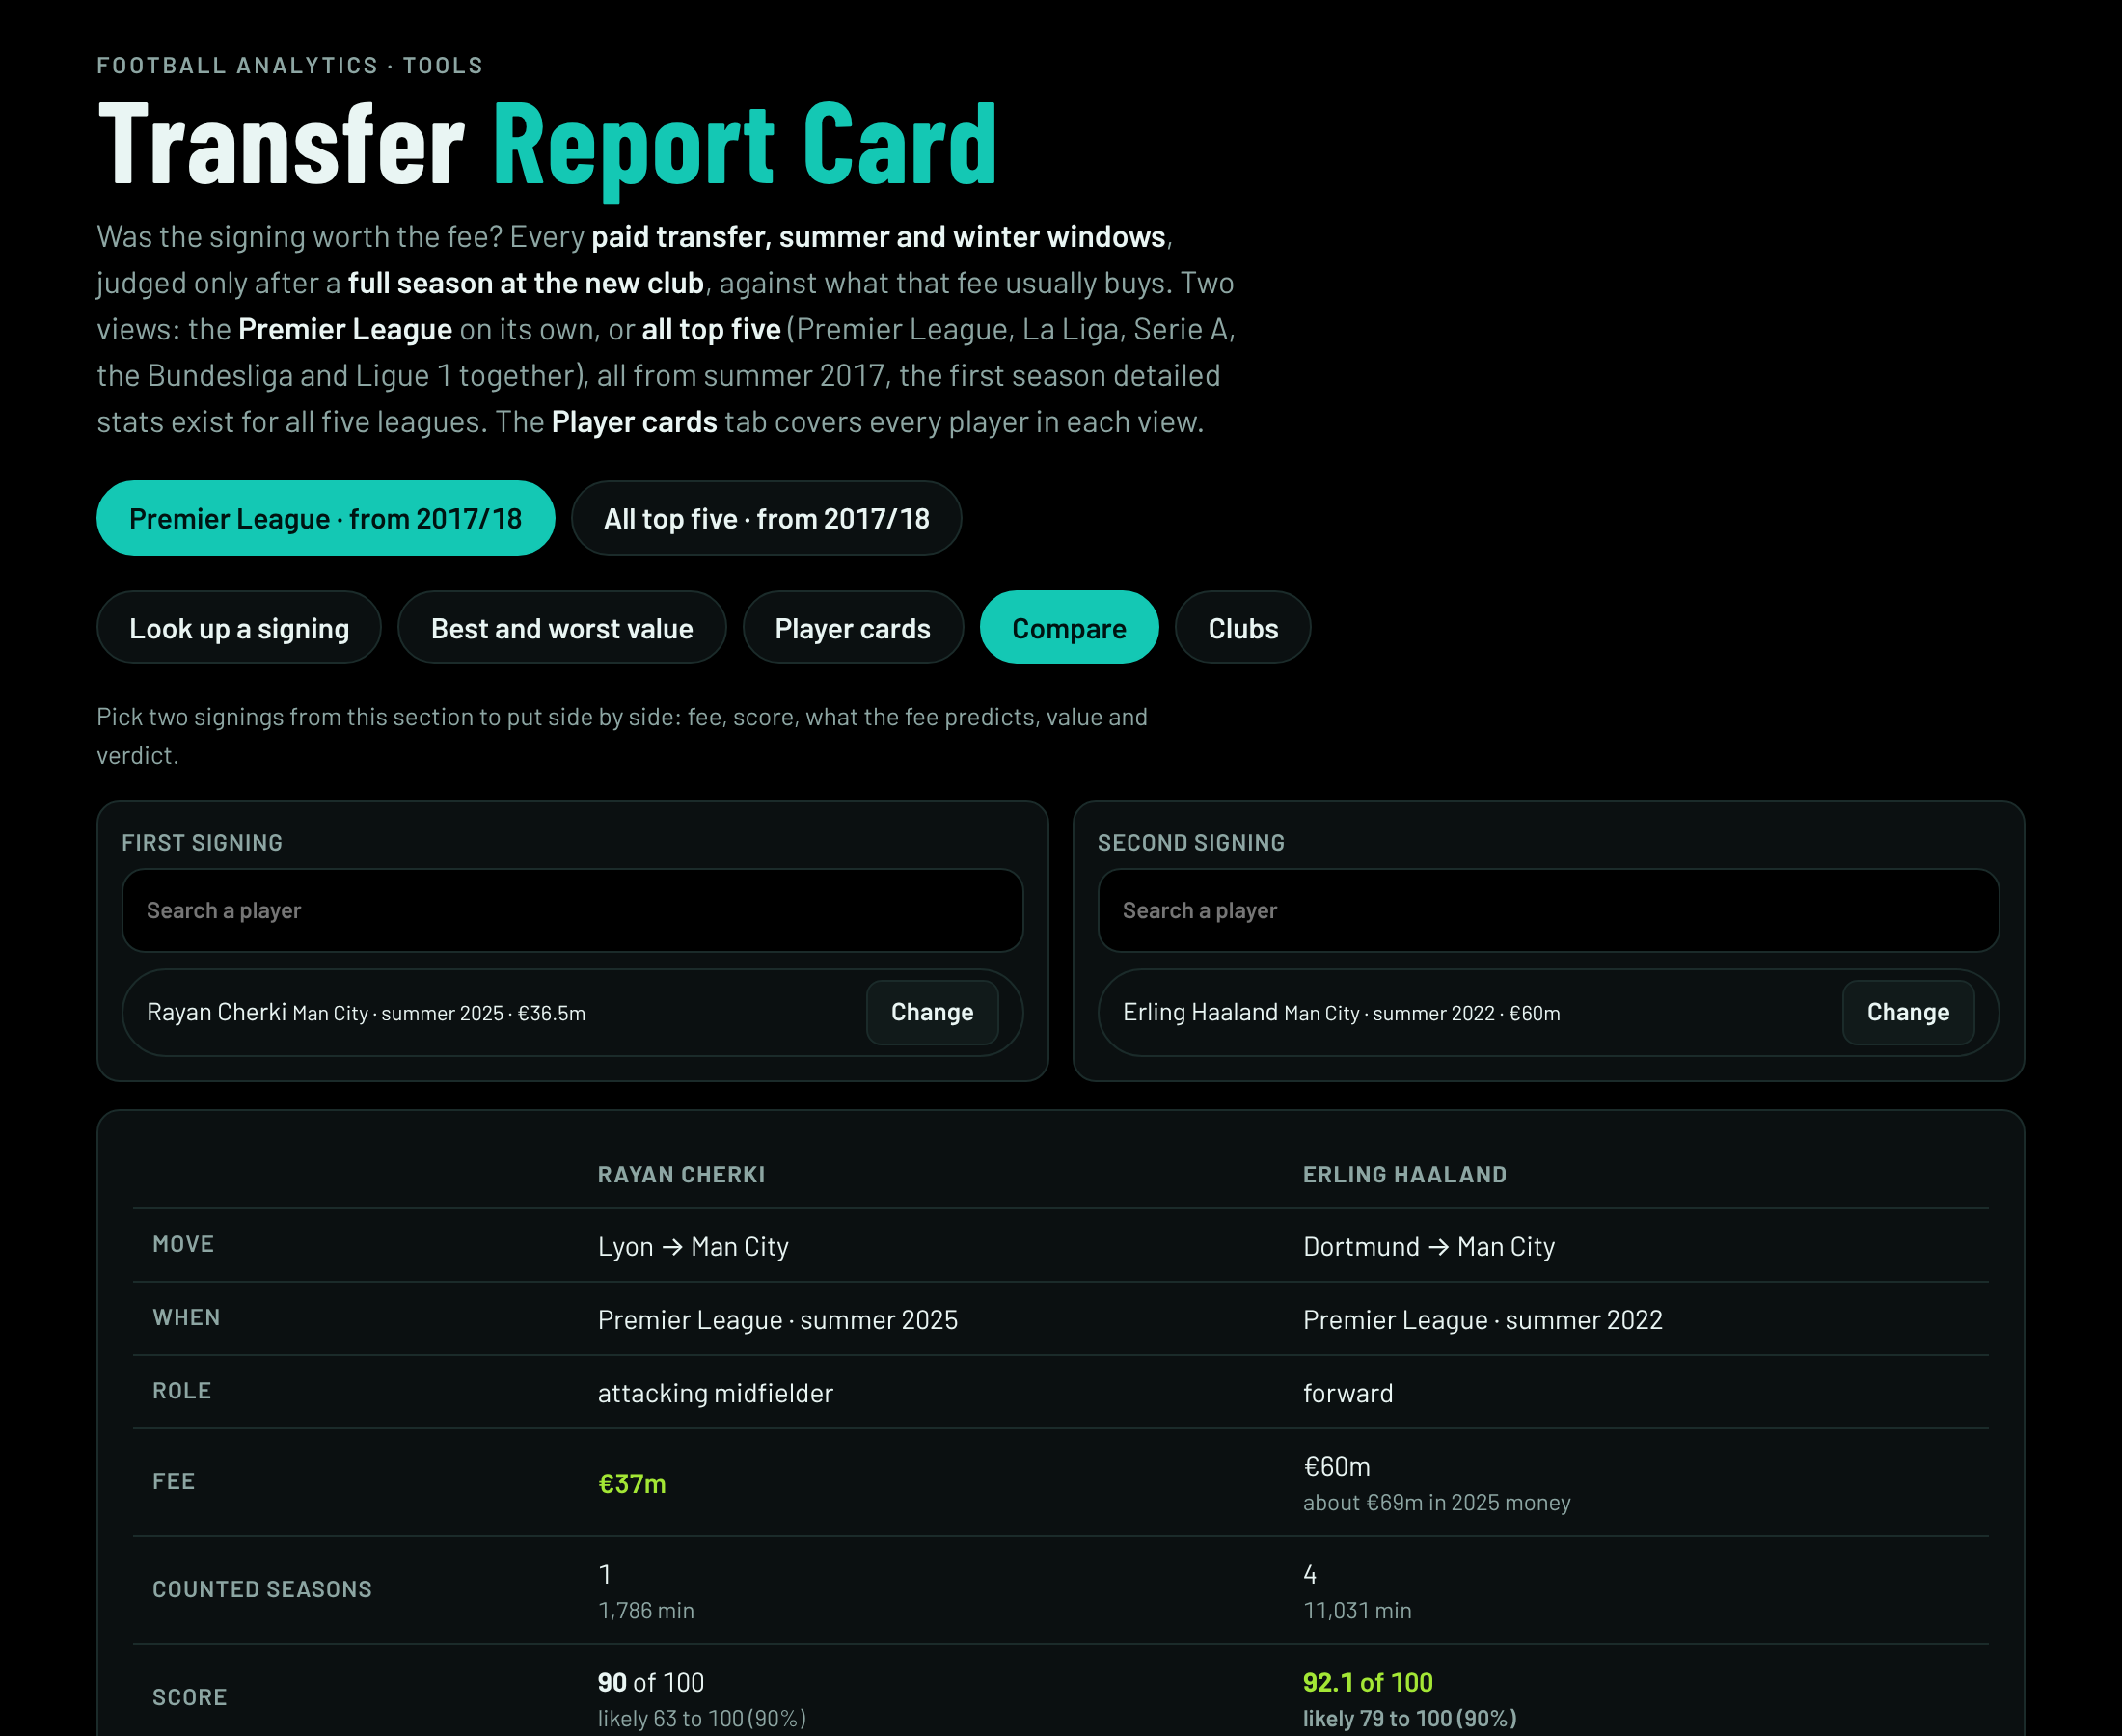 FOOTBALL ANALYTICS · TOOLS
Transfer Report Card
Was the signing worth the fee? Every paid transfer, summer and winter windows,
judged only after a full season at the new club, against what that fee usually buys. Two
views: the Premier League on its own, or all top five (Premier League, La Liga, Serie A,
the Bundesliga and Ligue 1 together), all from summer 2017, the first season detailed
stats exist for all five leagues. The Player cards tab covers every player in each view.
Premier League · from 2017/18
All top five · from 2017/18
Look up a signing
Best and worst value
Player cards
Compare
Clubs
Pick two signings from this section to put side by side: fee, score, what the fee predicts, value and
verdict.
FIRST SIGNING
Search a player
Rayan Cherki Man City · summer 2025 · €36.5m
Change
SECOND SIGNING
Search a player
Erling Haaland Man City · summer 2022 · €60m
Change
RAYAN CHERKI
ERLING HAALAND
MOVE
Lyon → Man City
Dortmund → Man City
WHEN
Premier League · summer 2025
Premier League · summer 2022
ROLE
attacking midfielder
forward
FEE
€37m
€60m
about €69m in 2025 money
COUNTED SEASONS
1
1,786 min
4
11,031 min
SCORE
90 of 100
likely 63 to 100 (90%)
92.1 of 100
likely 79 to 100 (90%)